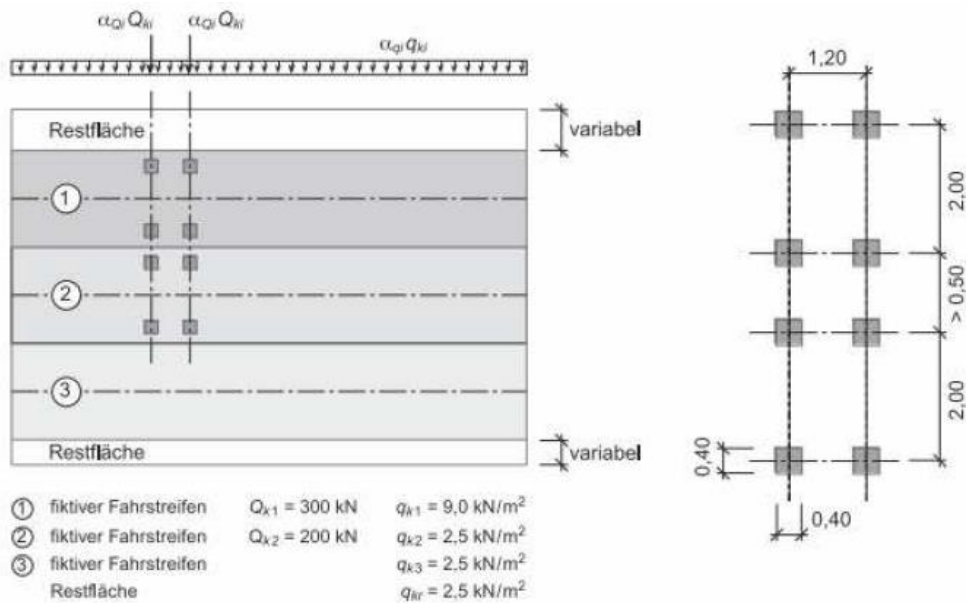 α_Qi Q_ki α_Qi Q_ki
α_qi q_ki
Restfläche
variabel
1
2
3
Restfläche
variabel
1 fiktiver Fahrstreifen Q_k1 = 300 kN q_k1 = 9,0 kN/m²
2 fiktiver Fahrstreifen Q_k2 = 200 kN q_k2 = 2,5 kN/m²
3 fiktiver Fahrstreifen q_k3 = 2,5 kN/m²
Restfläche q_kr = 2,5 kN/m²
1,20
2,00
> 0,50
2,00
0,40
0,40